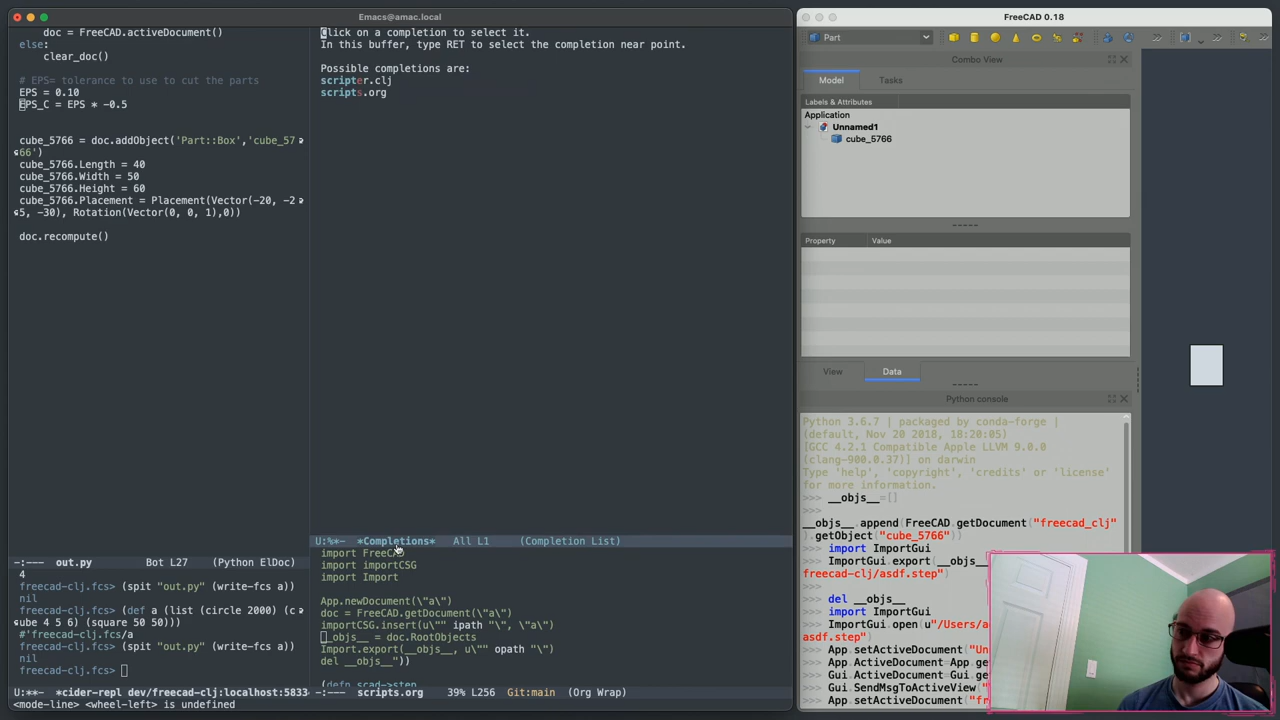 Emacs@amac.local
doc = FreeCAD.activeDocument()
else:
clear_doc()
# EPS= tolerance to use to cut the parts
EPS = 0.10
EPS_C = EPS * -0.5
cube_5766 = doc.addObject('Part::Box','cube_57
66')
cube_5766.Length = 40
cube_5766.Width = 50
cube_5766.Height = 60
cube_5766.Placement = Placement(Vector(-20, -2
5, -30), Rotation(Vector(0, 0, 1),0))
doc.recompute()
-:--- out.py Bot L27 (Python ElDoc)
4
freecad-clj.fcs> (spit "out.py" (write-fcs a))
nil
freecad-clj.fcs> (def a (list (circle 2000) (c
ube 4 5 6) (square 50 50)))
#'freecad-clj.fcs/a
freecad-clj.fcs> (spit "out.py" (write-fcs a))
nil
freecad-clj.fcs>
U:**- *cider-repl dev/freecad-clj:localhost:5833
<mode-line> <wheel-left> is undefined
Click on a completion to select it.
In this buffer, type RET to select the completion near point.
Possible completions are:
scripter.clj
scripts.org
U:%*- *Completions* All L1 (Completion List)
import FreeCAD
import importCSG
import Import
App.newDocument(\"a\")
doc = FreeCAD.getDocument(\"a\")
importCSG.insert(u\"" ipath "\", \"a\")
__objs__ = doc.RootObjects
Import.export(__objs__, u\"" opath "\")
del __objs__"))
(defn scad->step
-:--- scripts.org 39% L256 Git:main (Org Wrap)
FreeCAD 0.18
Part
Combo View
Model Tasks
Labels & Attributes
Application
Unnamed1
cube_5766
Property Value
View Data
Python console
Python 3.6.7 | packaged by conda-forge |
(default, Nov 20 2018, 18:20:05)
[GCC 4.2.1 Compatible Apple LLVM 9.0.0
(clang-900.0.37)] on darwin
Type 'help', 'copyright', 'credits' or 'license'
for more information.
>>> __objs__=[]
>>>
__objs__.append(FreeCAD.getDocument("freecad_clj"
).getObject("cube_5766"))
>>> import ImportGui
>>> ImportGui.export(__objs_
freecad-clj/asdf.step")
>>>
>>> del __objs__
>>> import ImportGui
>>> ImportGui.open(u"/Users/a
asdf.step")
>>> App.setActiveDocument("Un
>>> App.ActiveDocument=App.ge
>>> Gui.ActiveDocument=Gui.ge
>>> Gui.SendMsgToActiveView("
>>> App.setActiveDocument("fr